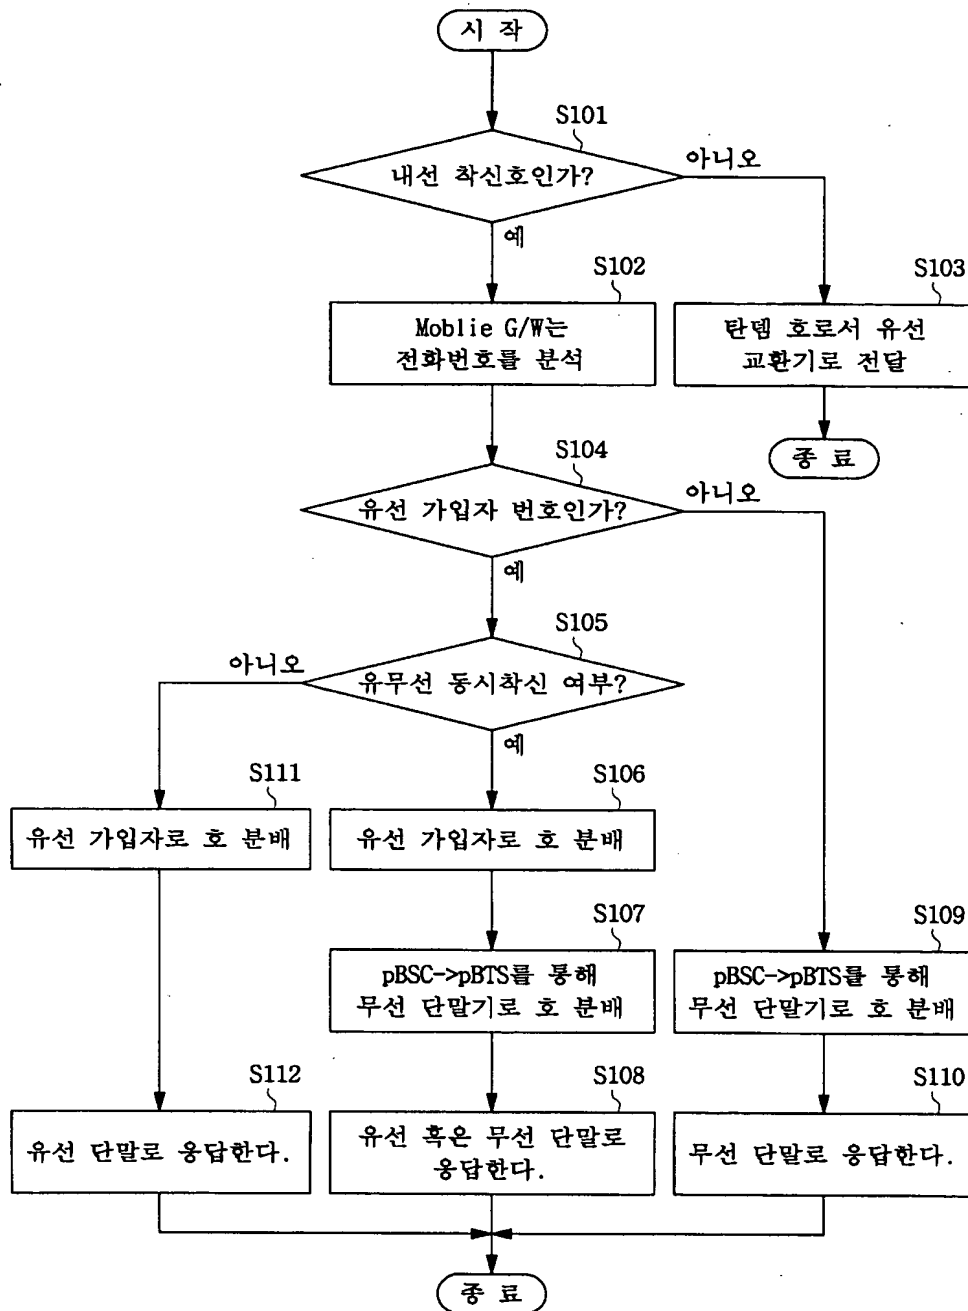 시 작
S101
내선 착신호인가?
아니오
예
S102
Moblie G/W는
전화번호를 분석
S103
탄뎀 호로서 유선
교환기로 전달
종 료
S104
유선 가입자 번호인가?
아니오
예
S105
유무선 동시착신 여부?
아니오
예
S111
유선 가입자로 호 분배
S106
유선 가입자로 호 분배
S107
pBSC->pBTS를 통해
무선 단말기로 호 분배
S109
pBSC->pBTS를 통해
무선 단말기로 호 분배
S112
유선 단말로 응답한다.
S108
유선 혹은 무선 단말로
응답한다.
S110
무선 단말로 응답한다.
종 료